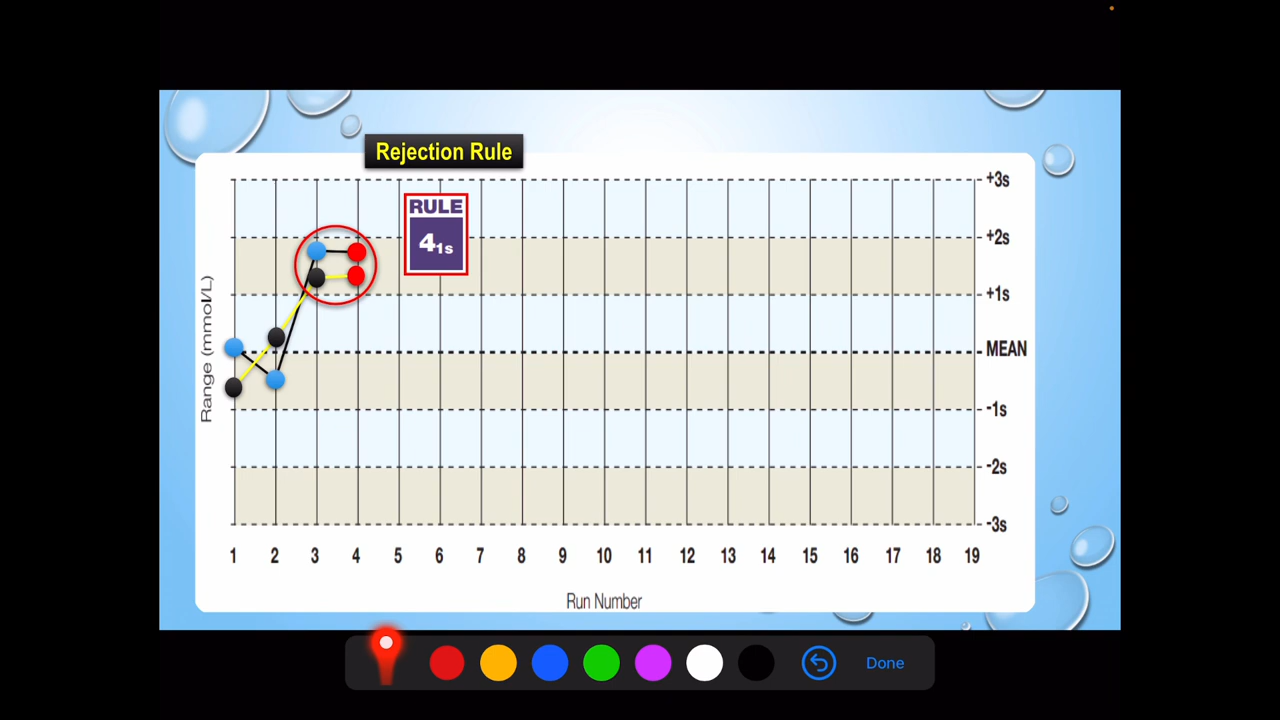 Rejection Rule
RULE
4₁s
+3s
+2s
+1s
MEAN
-1s
-2s
-3s
Range (mmol/L)
1 2 3 4 5 6 7 8 9 10 11 12 13 14 15 16 17 18 19
Run Number
Done